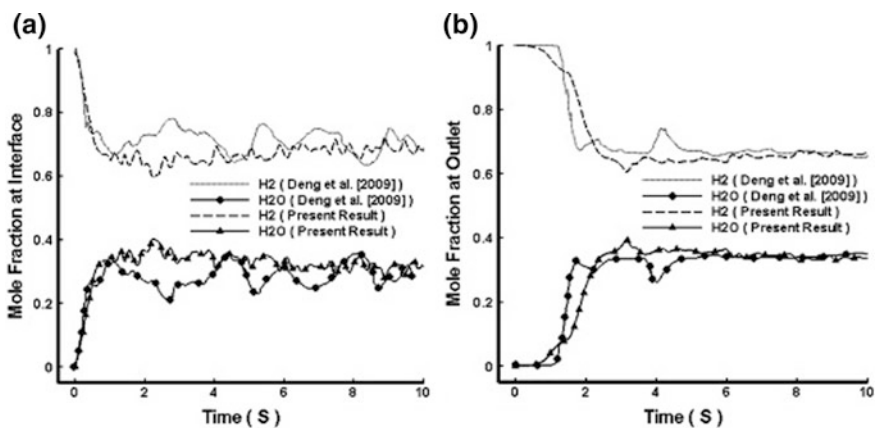 (a)
Mole Fraction at Interface
1
0.8
0.6
0.4
0.2
0
H2 ( Deng et al. [2009] )
H2O ( Deng et al. [2009] )
H2 ( Present Result )
H2O ( Present Result )
0 2 4 6 8 10
Time ( S )
(b)
Mole Fraction at Outlet
1
0.8
0.6
0.4
0.2
0
H2 ( Deng et al. [2009] )
H2O ( Deng et al. [2009] )
H2 ( Present Result )
H2O ( Present Result )
0 2 4 6 8 10
Time ( S )